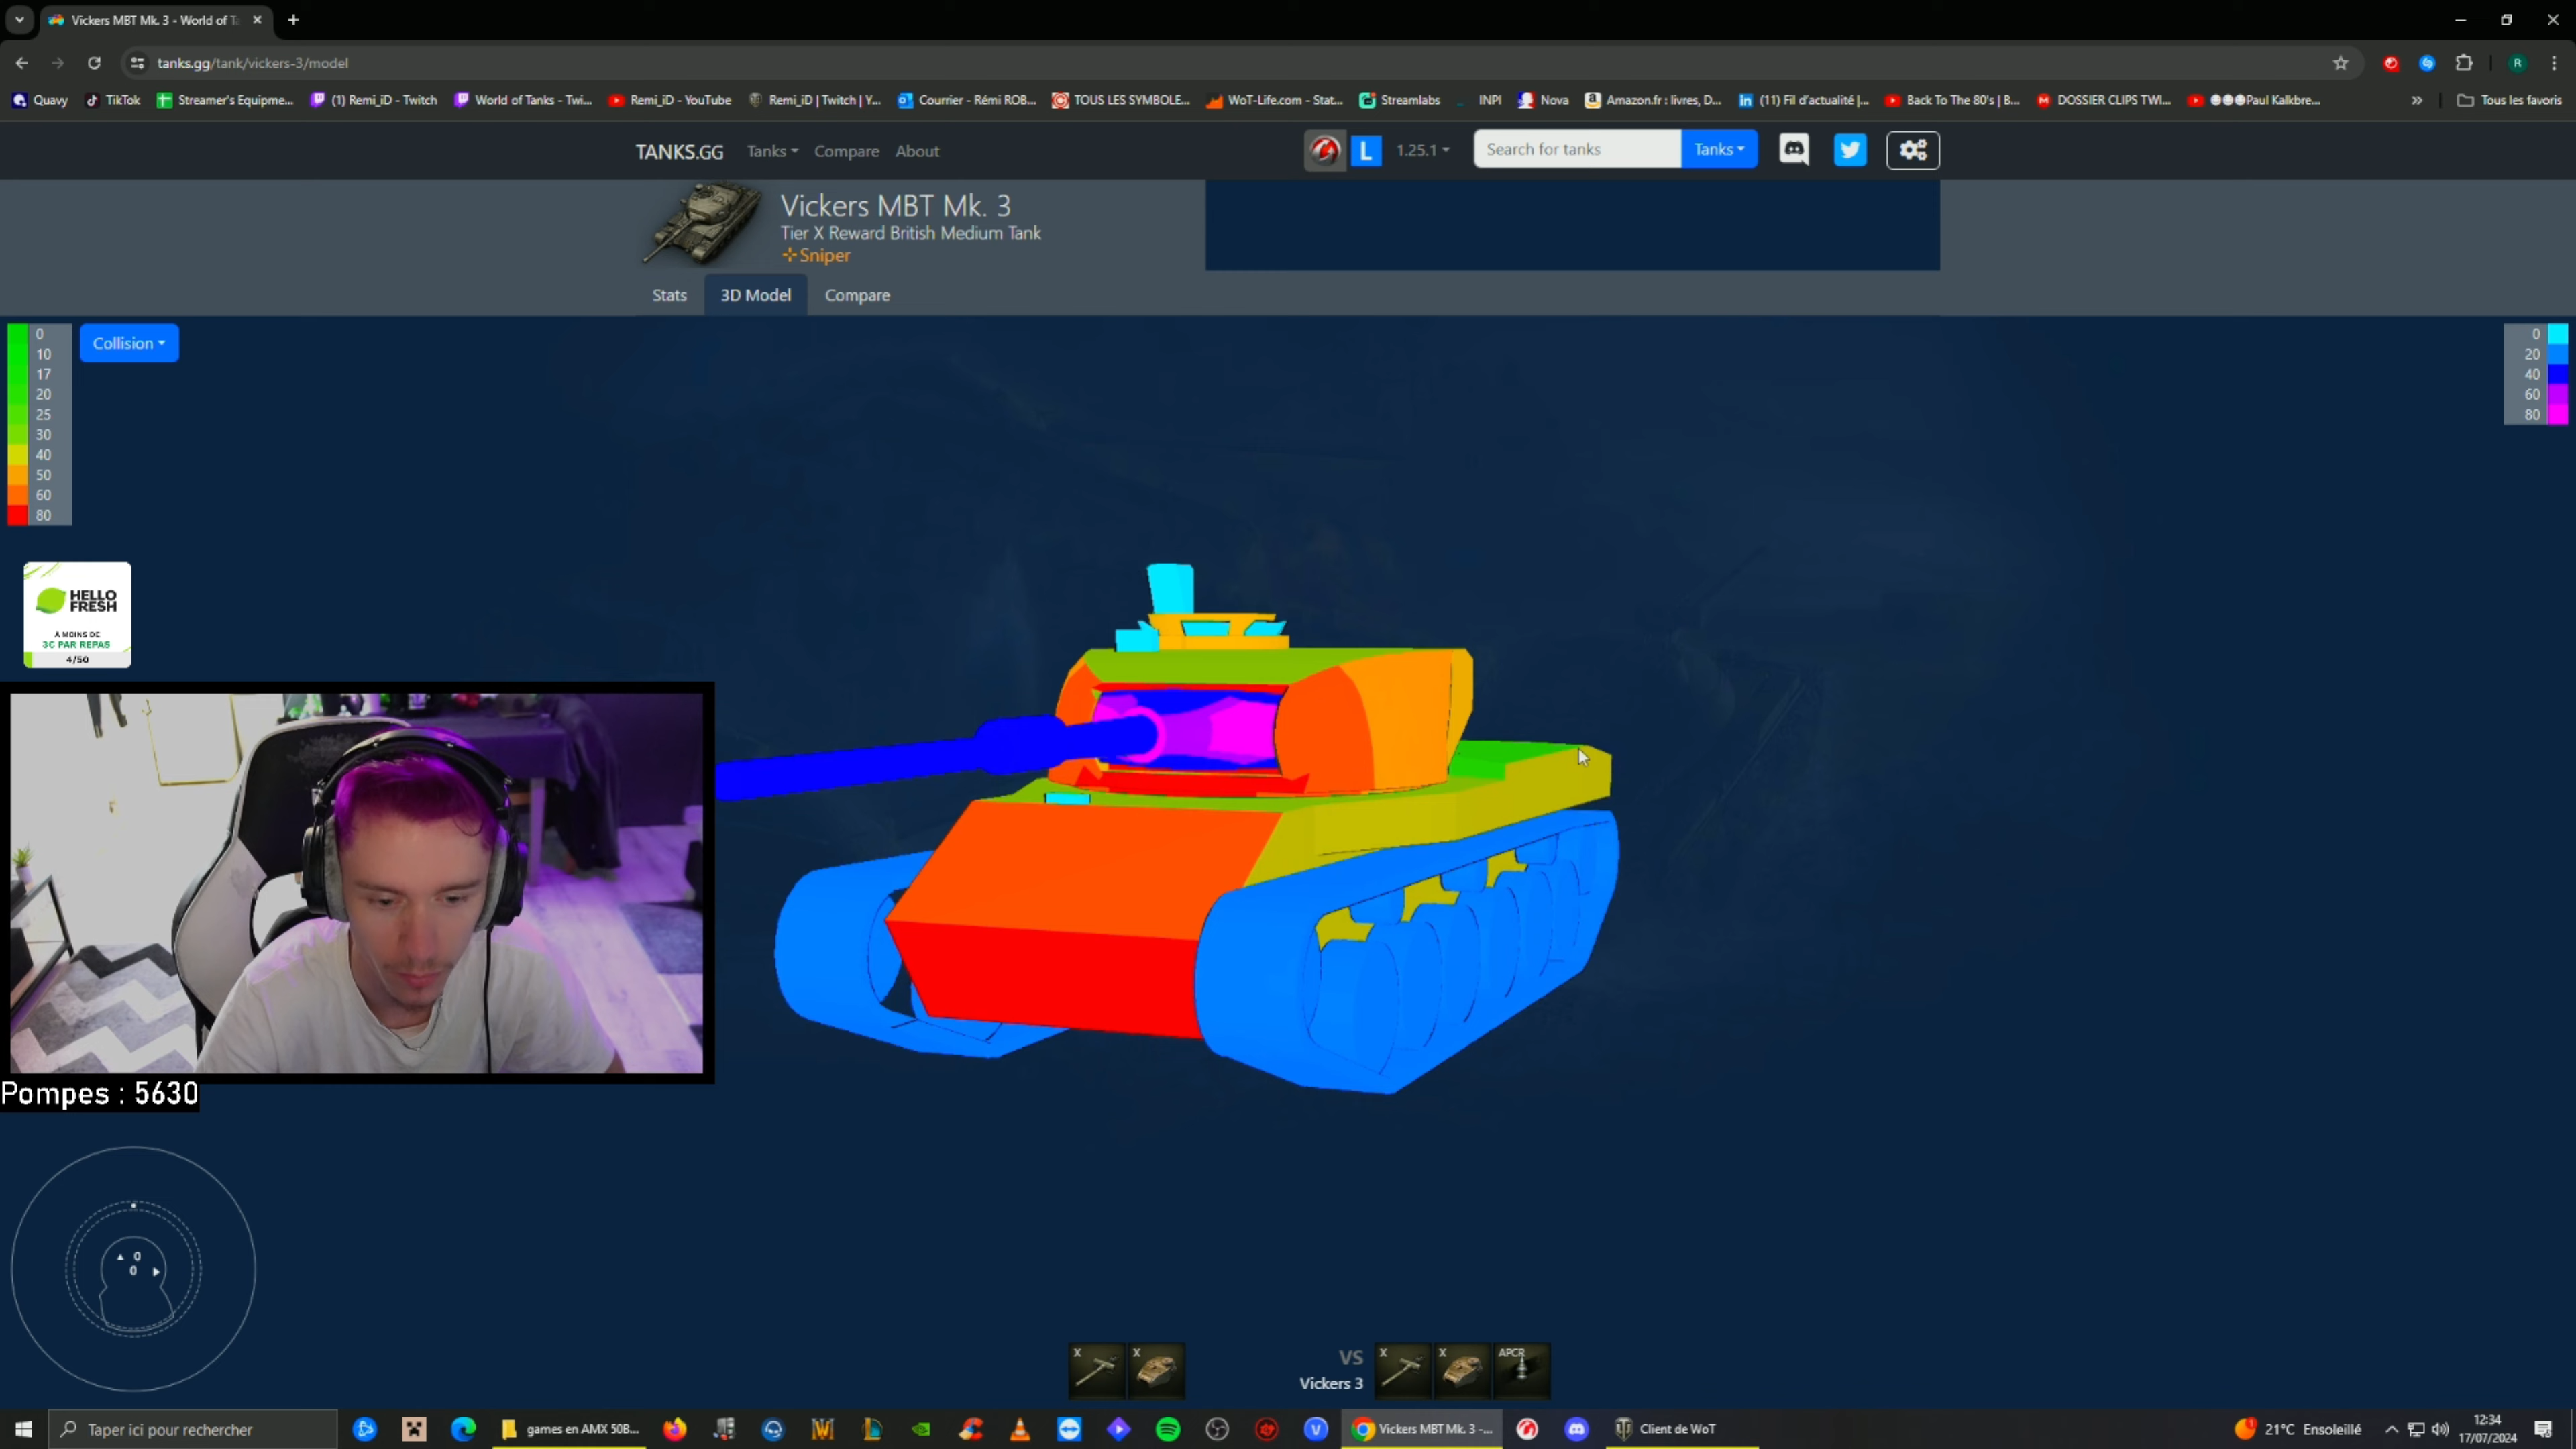 Vickers MBT Mk. 3 - World of Ta
tanks.gg/tank/vickers-3/model
Quavy
TikTok
Streamer's Equipme...
(1) Remi_iD - Twitch
World of Tanks - Twi...
Remi_iD - YouTube
Remi_iD | Twitch | Y...
Courrier - Rémi ROB...
TOUS LES SYMBOLE...
WoT-Life.com - Stat...
Streamlabs
INPI
Nova
Amazon.fr : livres, D...
(11) Fil d'actualité |...
Back To The 80's | B...
DOSSIER CLIPS TWI...
Paul Kalkbre...
Tous les favoris
TANKS.GG
Tanks
Compare
About
L
1.25.1
Search for tanks
Tanks
Vickers MBT Mk. 3
Tier X Reward British Medium Tank
Sniper
Stats
3D Model
Compare
0
10
17
20
25
30
40
50
60
80
Collision
0
20
40
60
80
HELLO
FRESH
A MOINS DE
3€ PAR REPAS
4/50
Pompes : 5630
0
0
X
X
VS
Vickers 3
X
X
APCR
Taper ici pour rechercher
games en AMX 50B...
Vickers MBT Mk. 3 -...
Client de WoT
21°C Ensoleillé
12:34
17/07/2024